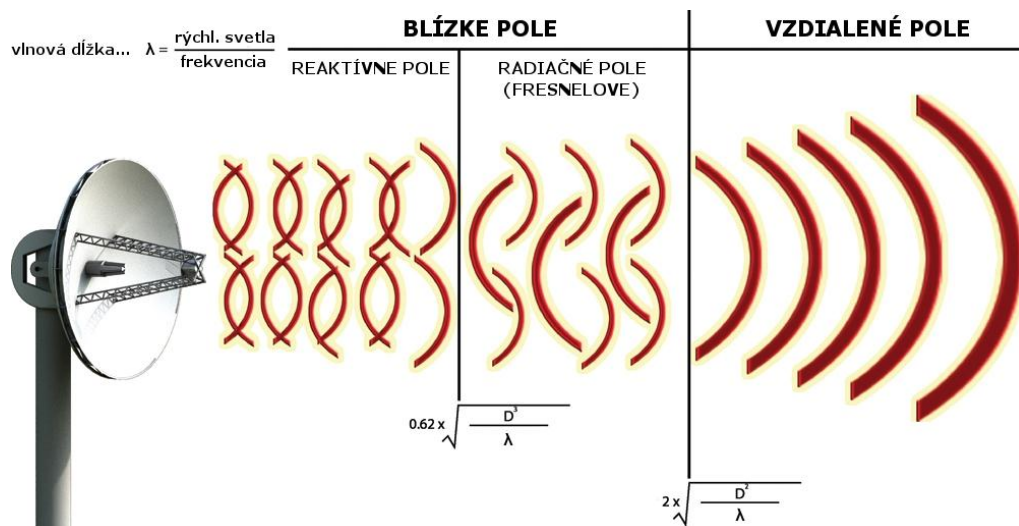 BLÍZKE POLE
VZDIALENÉ POLE
vlnová dĺžka... λ = rýchl. svetla / frekvencia
REAKTÍVNE POLE
RADIAČNÉ POLE
(FRESNELOVE)
0.62 x √ D³ / λ
2 x √ D² / λ